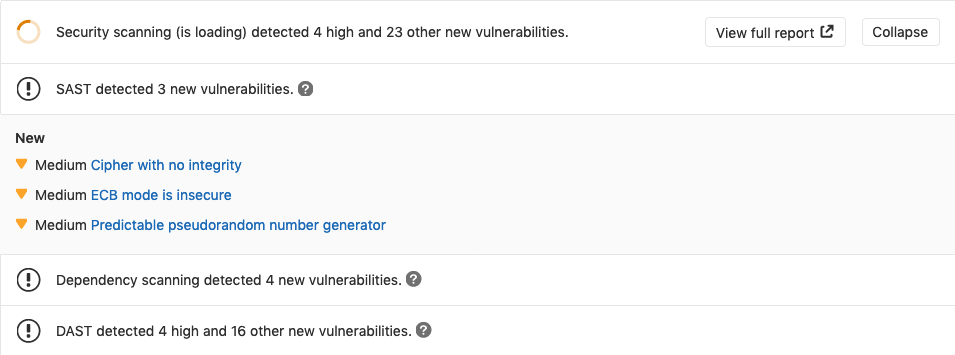 Security scanning (is loading) detected 4 high and 23 other new vulnerabilities. View full report Collapse
SAST detected 3 new vulnerabilities. ?
New
Medium Cipher with no integrity
Medium ECB mode is insecure
Medium Predictable pseudorandom number generator
Dependency scanning detected 4 new vulnerabilities. ?
DAST detected 4 high and 16 other new vulnerabilities. ?